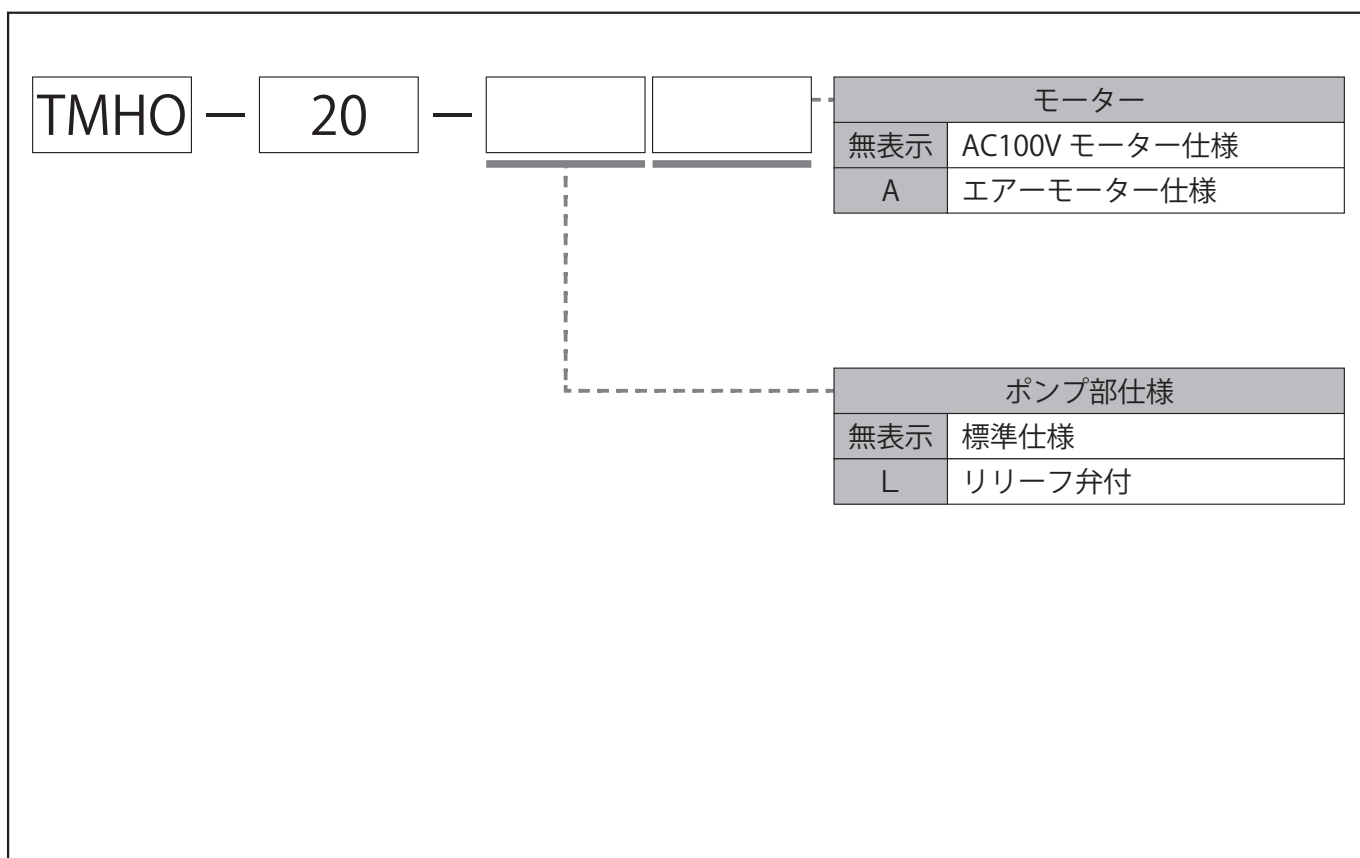 TMHO － 20 －
モーター
無表示 AC100V モーター仕様
A エアーモーター仕様
ポンプ部仕様
無表示 標準仕様
L リリーフ弁付